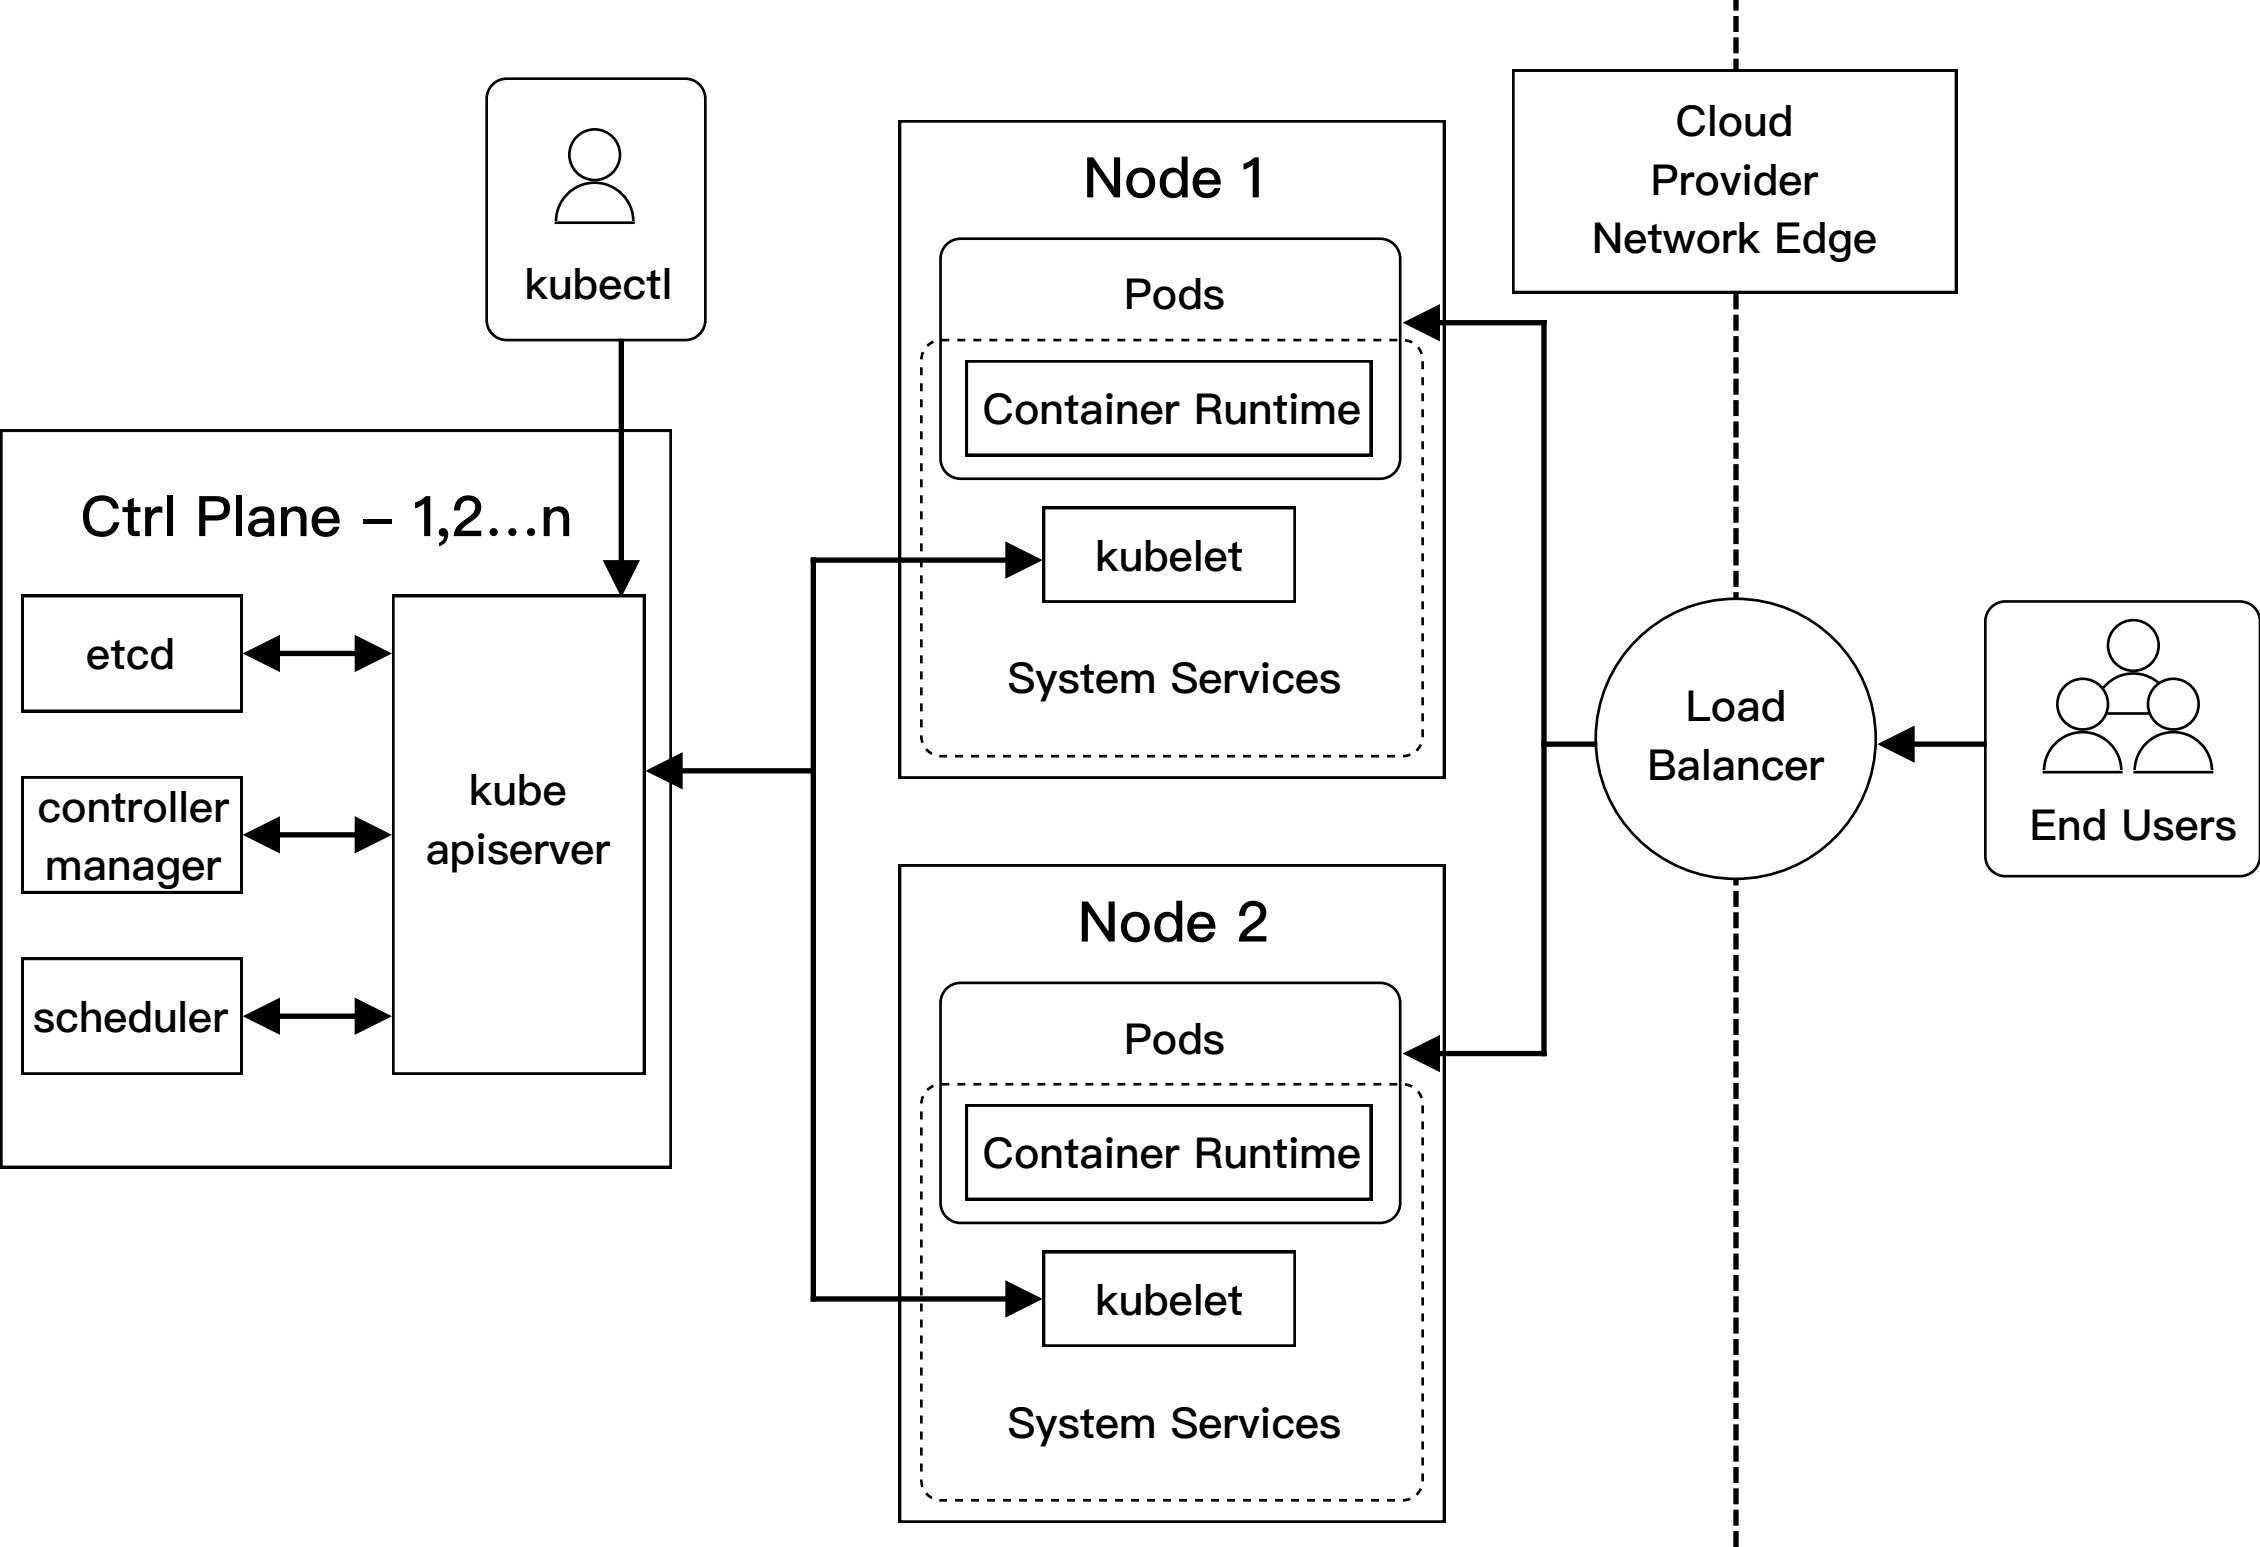 kubectl
Ctrl Plane – 1,2...n
etcd
controller
manager
scheduler
kube
apiserver
Node 1
Pods
Container Runtime
kubelet
System Services
Node 2
Pods
Container Runtime
kubelet
System Services
Cloud
Provider
Network Edge
Load
Balancer
End Users